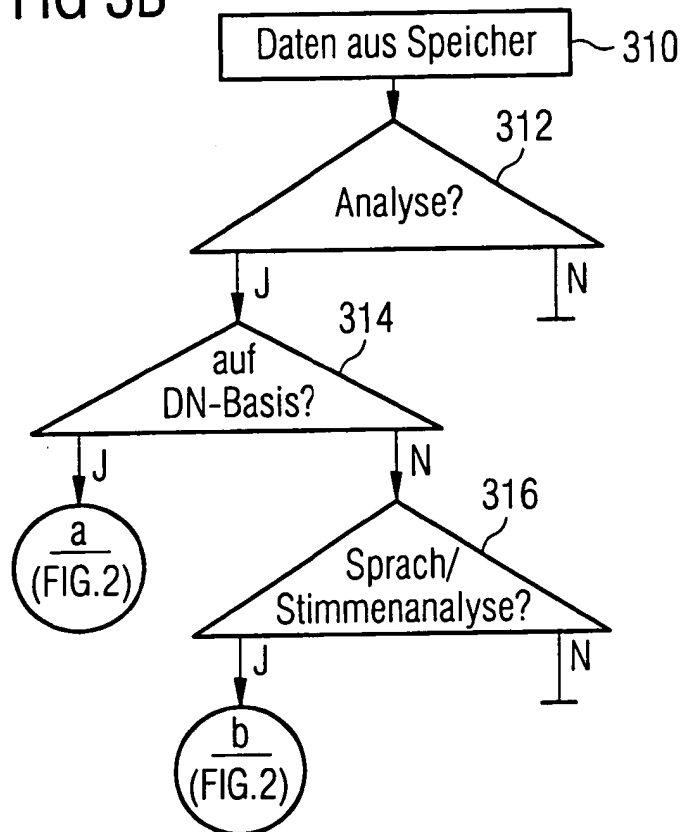 FIG 3B
Daten aus Speicher
310
312
Analyse?
J
N
314
auf
DN-Basis?
J
N
316
a
(FIG.2)
Sprach/
Stimmenanalyse?
J
N
b
(FIG.2)